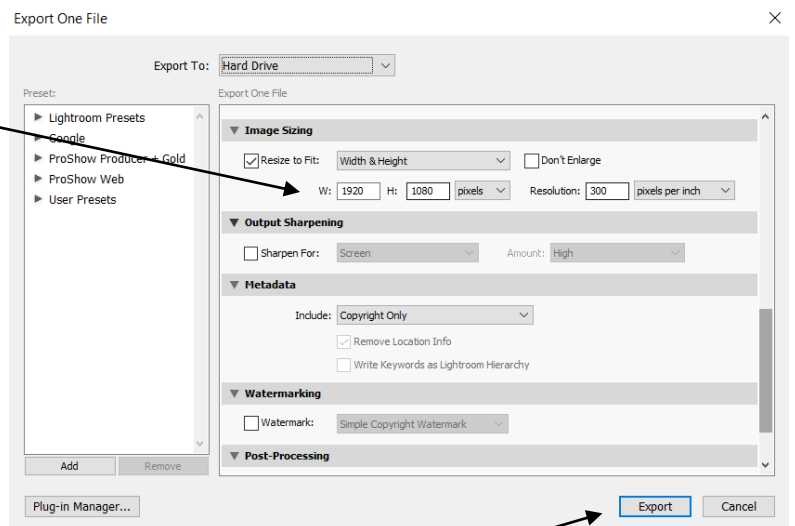 Export One File
Export To: Hard Drive
Preset:
Lightroom Presets
Google
ProShow Producer + Gold
ProShow Web
User Presets
Add Remove
Export One File
Image Sizing
Resize to Fit: Width & Height Don't Enlarge
W: 1920 H: 1080 pixels Resolution: 300 pixels per inch
Output Sharpening
Sharpen For: Screen Amount: High
Metadata
Include: Copyright Only
Remove Location Info
Write Keywords as Lightroom Hierarchy
Watermarking
Watermark: Simple Copyright Watermark
Post-Processing
Plug-in Manager... Export Cancel